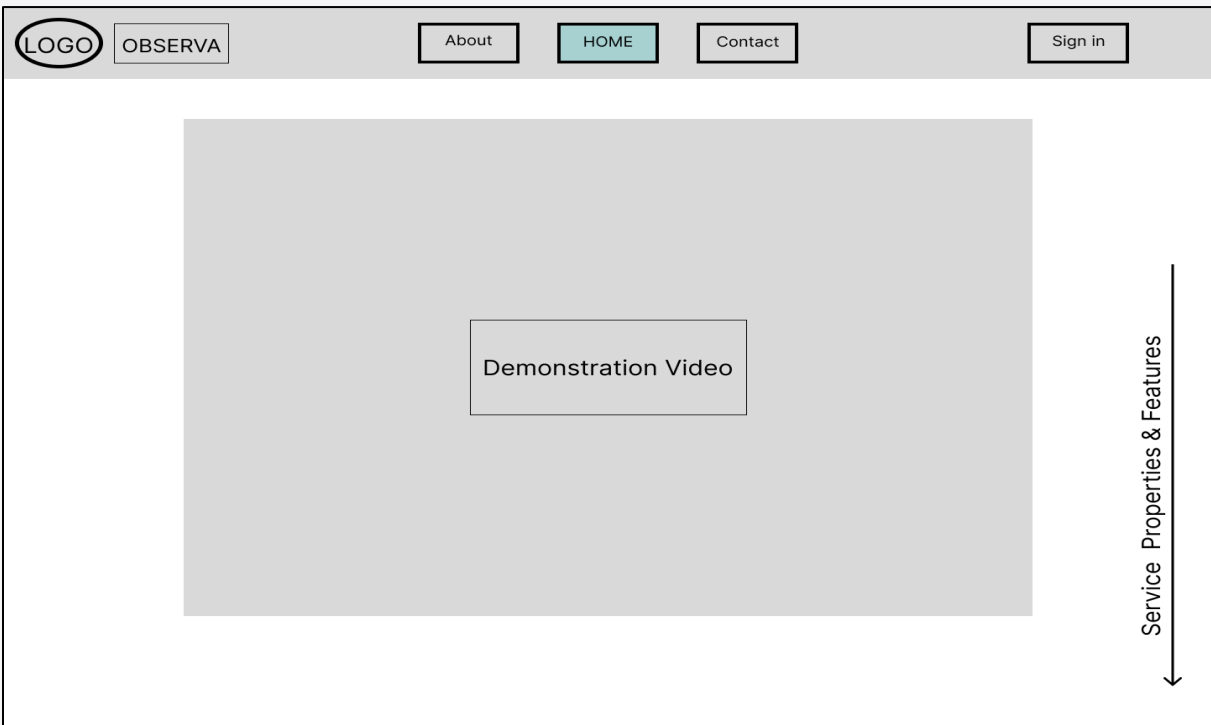 LOGO
OBSERVA
About
HOME
Contact
Sign in
Demonstration Video
Service Properties & Features